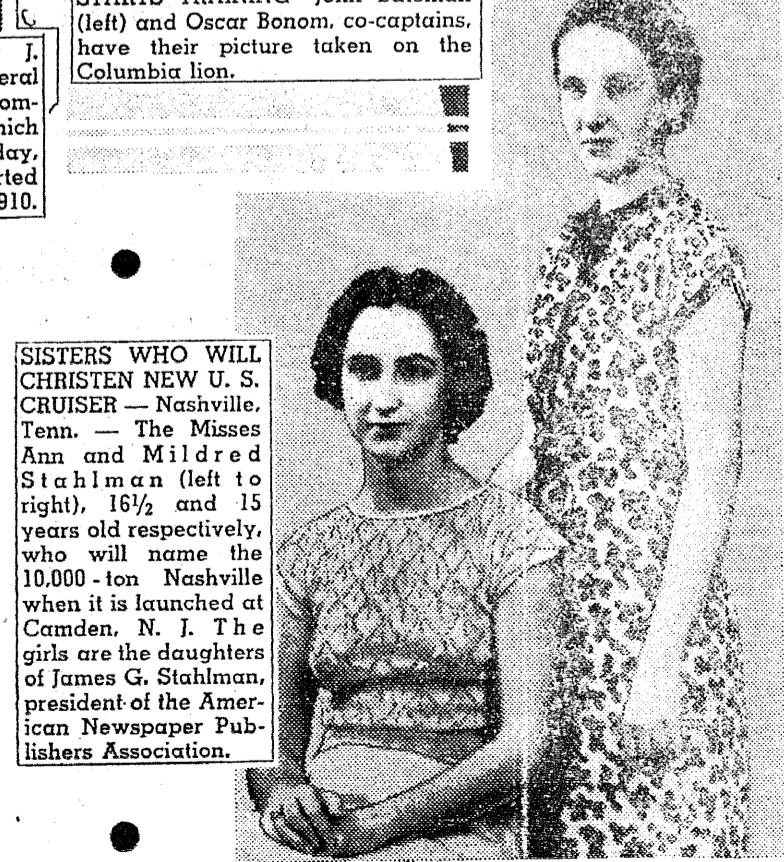 J.
eral
om-
hich
lay,
rted
910.
(left) and Oscar Bonom, co-captains,
have their picture taken on the
Columbia lion.
SISTERS WHO WILL
CHRISTEN NEW U. S.
CRUISER — Nashville,
Tenn. — The Misses
Ann and Mildred
Stahlman (left to
right), 16½ and 15
years old respectively,
who will name the
10,000-ton Nashville
when it is launched at
Camden, N. J. The
girls are the daughters
of James G. Stahlman,
president of the Amer-
ican Newspaper Pub-
lishers Association.